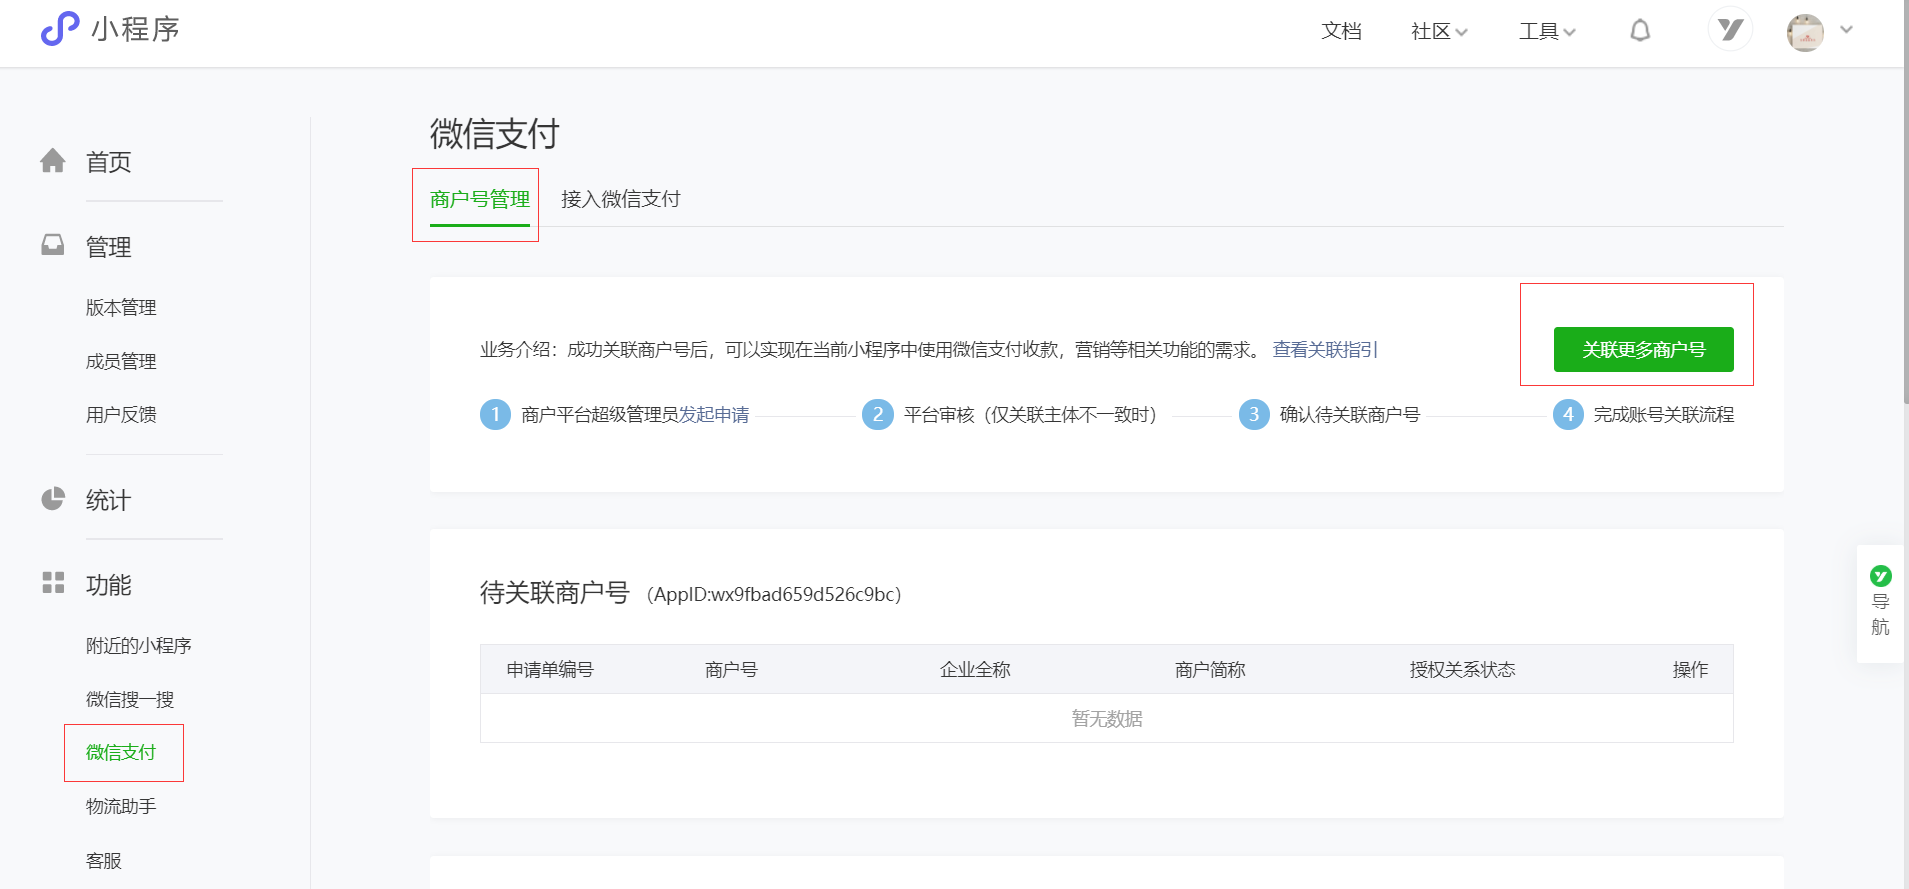 小程序
文档 社区 工具
首页
管理
版本管理
成员管理
用户反馈
统计
功能
附近的小程序
微信搜一搜
微信支付
物流助手
客服
微信支付
商户号管理 接入微信支付
业务介绍：成功关联商户号后，可以实现在当前小程序中使用微信支付收款，营销等相关功能的需求。 查看关联指引
关联更多商户号
1 商户平台超级管理员发起申请 2 平台审核（仅关联主体不一致时） 3 确认待关联商户号 4 完成账号关联流程
待关联商户号 （AppID:wx9fbad659d526c9bc）
申请单编号 商户号 企业全称 商户简称 授权关系状态 操作
暂无数据
导
航